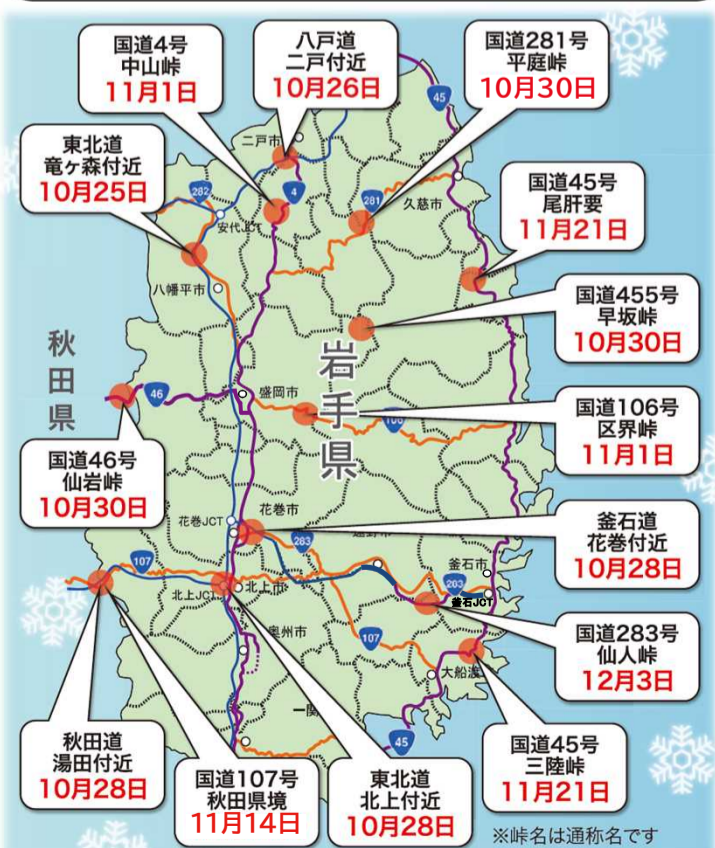 国道4号
中山峠
11月1日
八戸道
二戸付近
10月26日
国道281号
平庭峠
10月30日
東北道
竜ヶ森付近
10月25日
国道45号
尾肝要
11月21日
国道455号
早坂峠
10月30日
国道106号
区界峠
11月1日
国道46号
仙岩峠
10月30日
釜石道
花巻付近
10月28日
国道283号
仙人峠
12月3日
秋田道
湯田付近
10月28日
国道107号
秋田県境
11月14日
東北道
北上付近
10月28日
国道45号
三陸峠
11月21日
秋田県
岩手県
45
二戸市
282
4
安代JCT
281
久慈市
八幡平市
46
盛岡市
106
花巻市
花巻JCT
283
釜石市
107
北上JCT
北上市
283
釜石JCT
奥州市
107
大船渡
一関
45
※峠名は通称名です